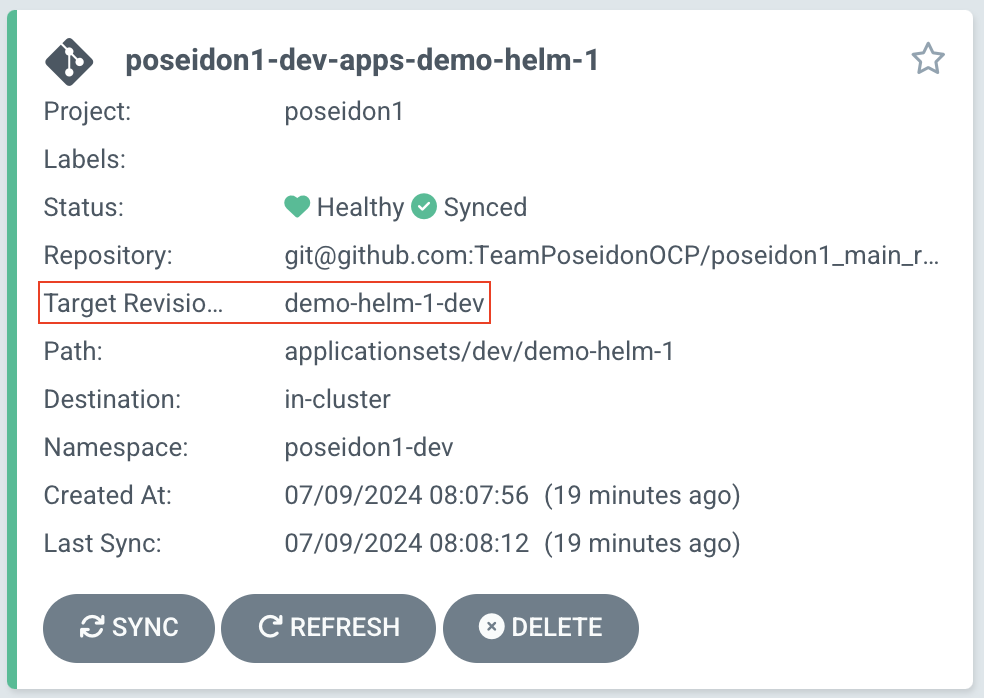 poseidon1-dev-apps-demo-helm-1
Project: poseidon1
Labels:
Status: Healthy Synced
Repository: git@github.com:TeamPoseidonOCP/poseidon1_main_r...
Target Revisio... demo-helm-1-dev
Path: applicationsets/dev/demo-helm-1
Destination: in-cluster
Namespace: poseidon1-dev
Created At: 07/09/2024 08:07:56 (19 minutes ago)
Last Sync: 07/09/2024 08:08:12 (19 minutes ago)
SYNC REFRESH DELETE